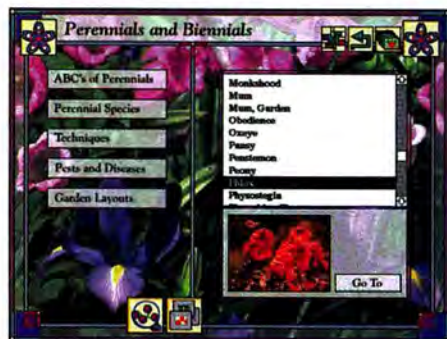 Perennials and Biennials
ABC's of Perennials
Perennial Species
Techniques
Pests and Diseases
Garden Layouts
Monkshood
Mum
Mum, Garden
Obedience
Oxeye
Pansy
Penstemon
Peony
Phlox
Physostegia
Go To